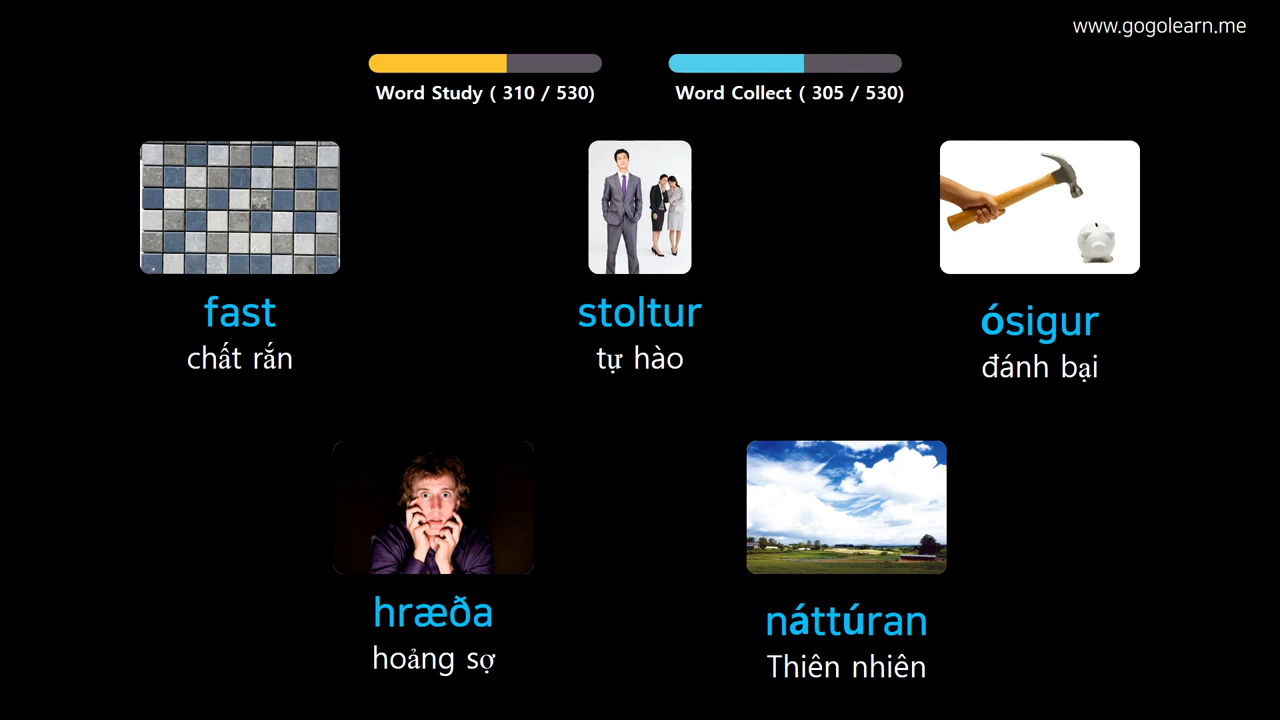 www.gogolearn.me
Word Study ( 310 / 530)
Word Collect ( 305 / 530)
fast
chất rắn
stoltur
tự hào
ósigur
đánh bại
hræða
hoảng sợ
náttúran
Thiên nhiên